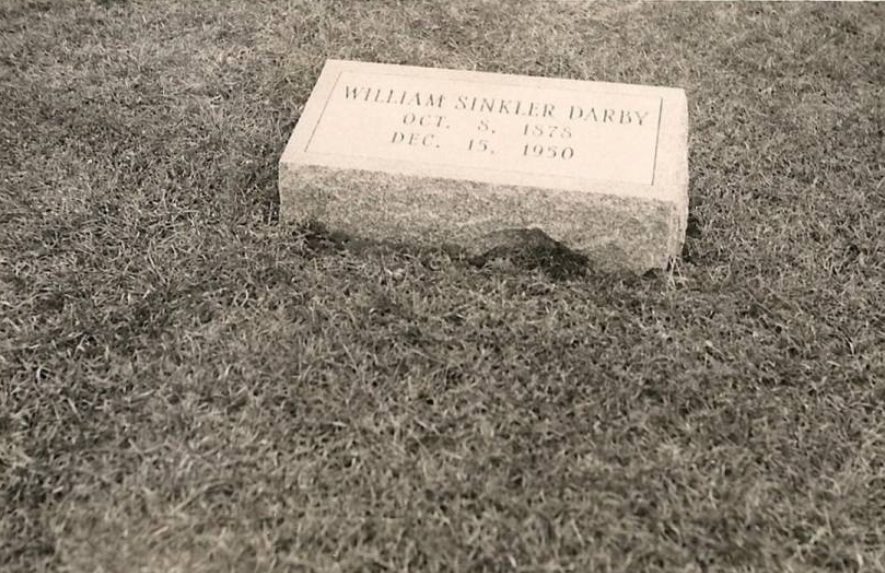 WILLIAM SINKLER DARBY
OCT. 8, 1878
DEC. 15, 1950